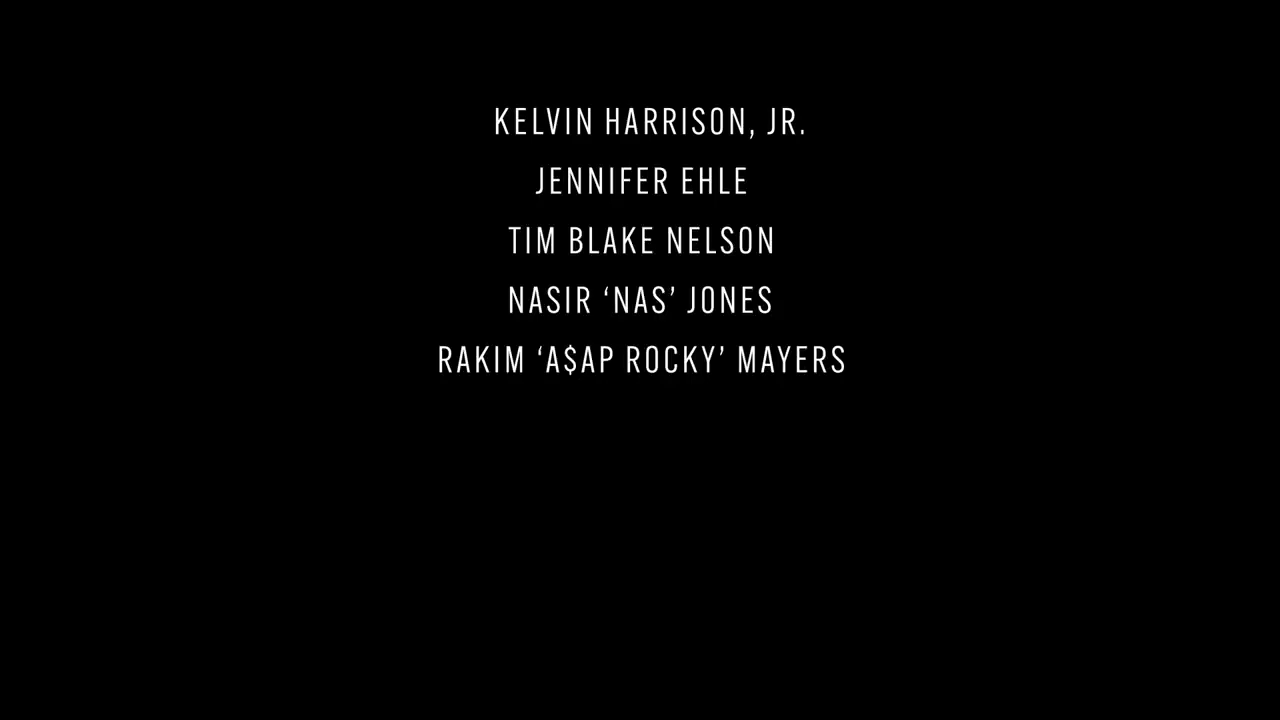 KELVIN HARRISON, JR.
JENNIFER EHLE
TIM BLAKE NELSON
NASIR ‘NAS’ JONES
RAKIM ‘A$AP ROCKY’ MAYERS